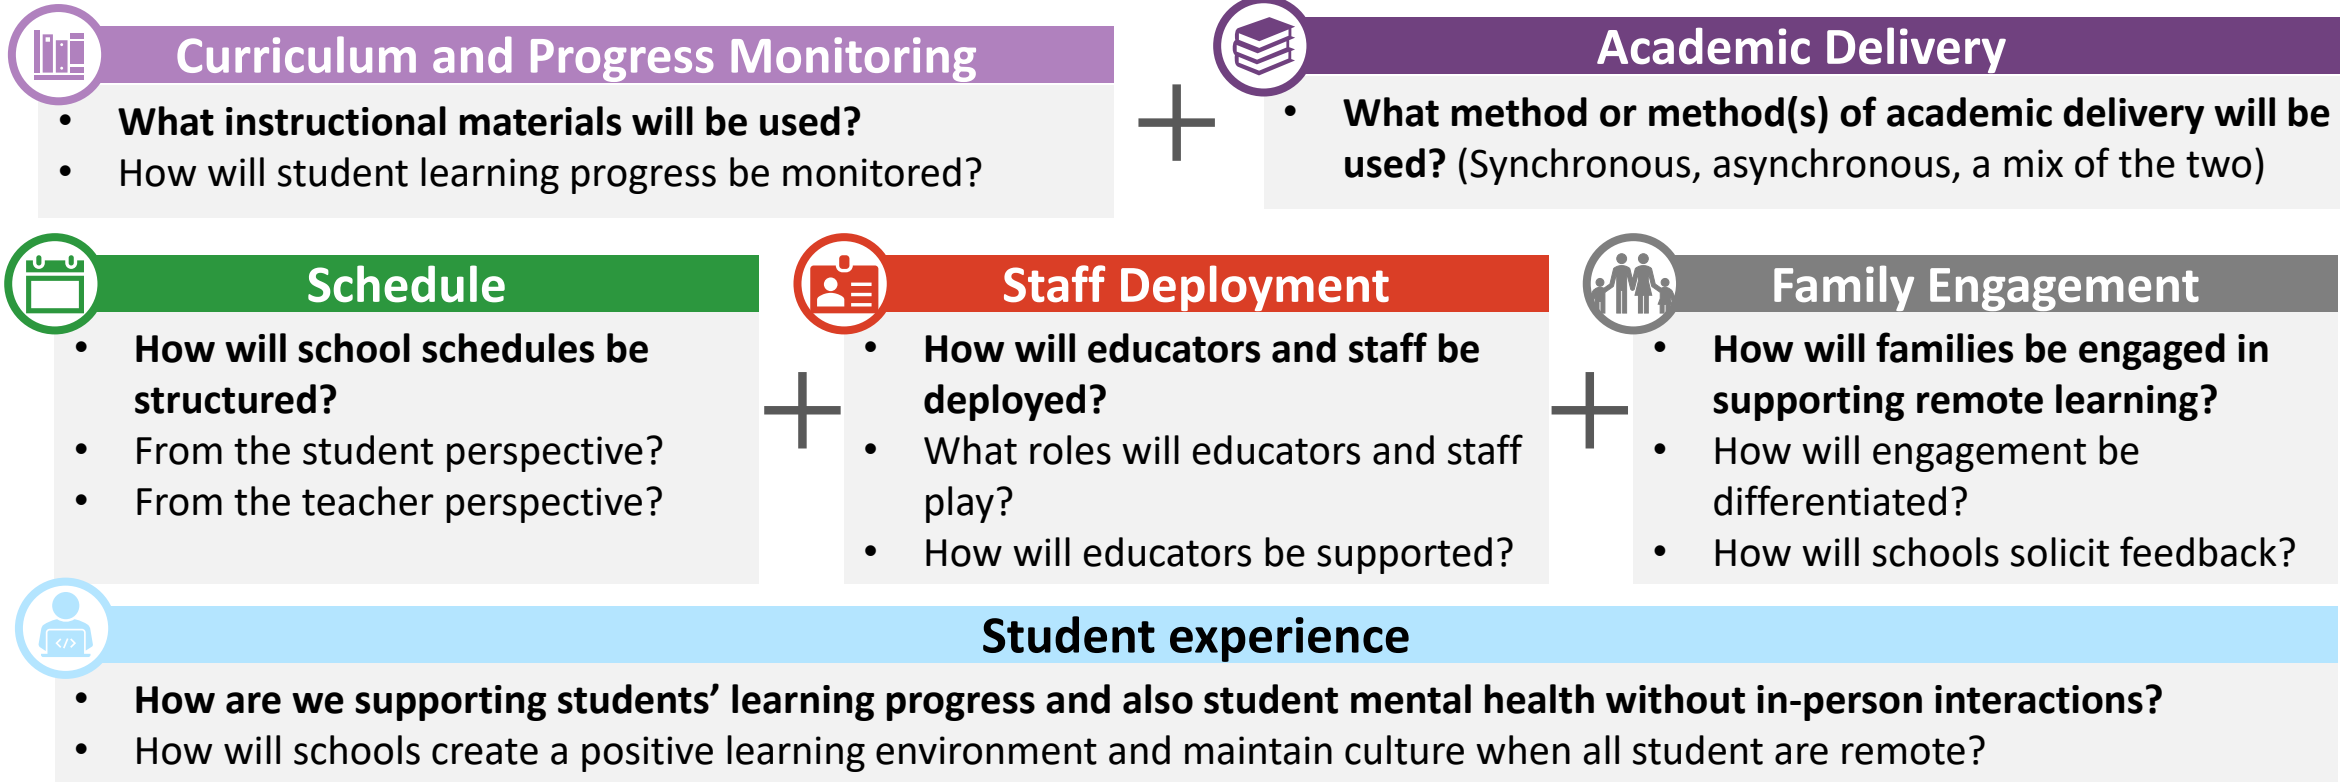 Curriculum and Progress Monitoring
• What instructional materials will be used?
• How will student learning progress be monitored?
Academic Delivery
• What method or method(s) of academic delivery will be
used? (Synchronous, asynchronous, a mix of the two)
Schedule
• How will school schedules be
structured?
• From the student perspective?
• From the teacher perspective?
Staff Deployment
• How will educators and staff be
deployed?
• What roles will educators and staff
play?
• How will educators be supported?
Family Engagement
• How will families be engaged in
supporting remote learning?
• How will engagement be
differentiated?
• How will schools solicit feedback?
Student experience
• How are we supporting students’ learning progress and also student mental health without in-person interactions?
• How will schools create a positive learning environment and maintain culture when all student are remote?